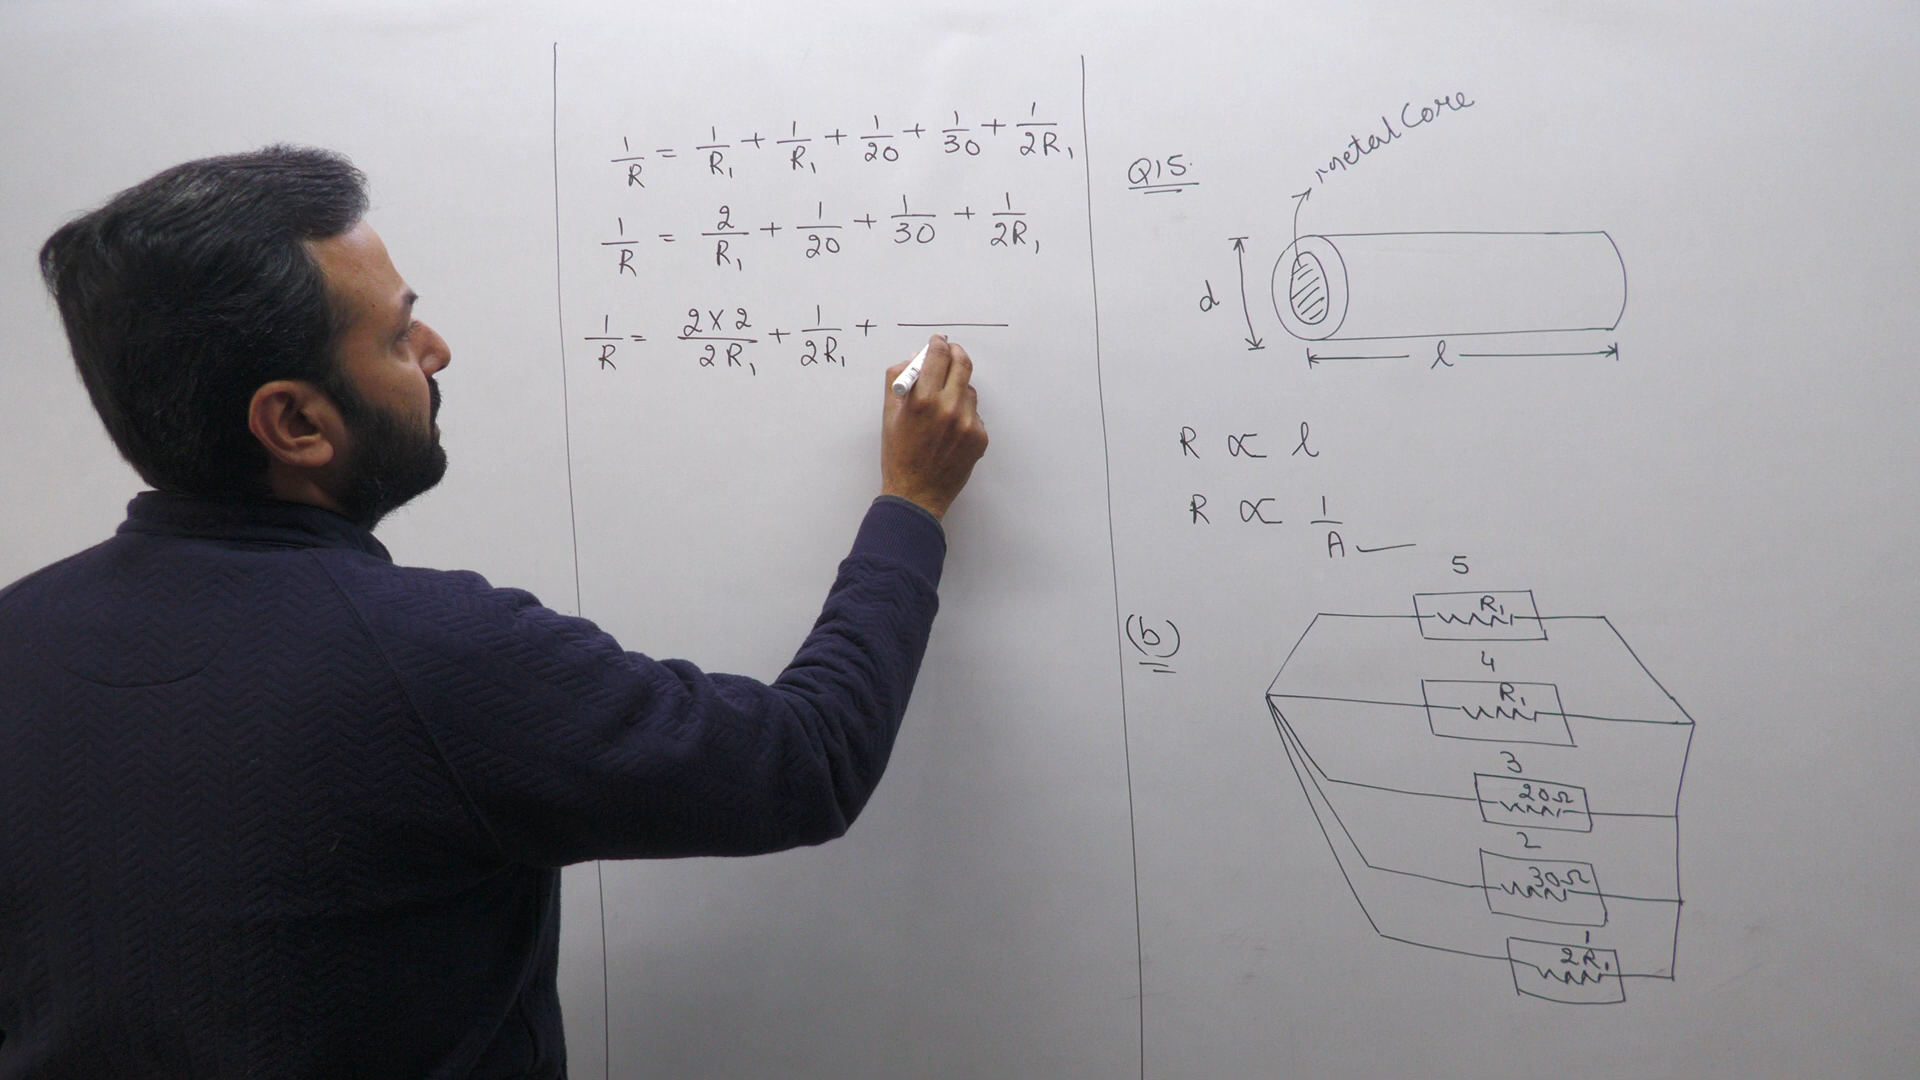 1/R = 1/R₁ + 1/R₁ + 1/20 + 1/30 + 1/2R₁
1/R = 2/R₁ + 1/20 + 1/30 + 1/2R₁
1/R = 2×2/2R₁ + 1/2R₁ +
Q15.
metal Core
d
l
R ∝ l
R ∝ 1/A
(b)
5
R₁
4
R₁
3
20Ω
2
30Ω
1
2R₁